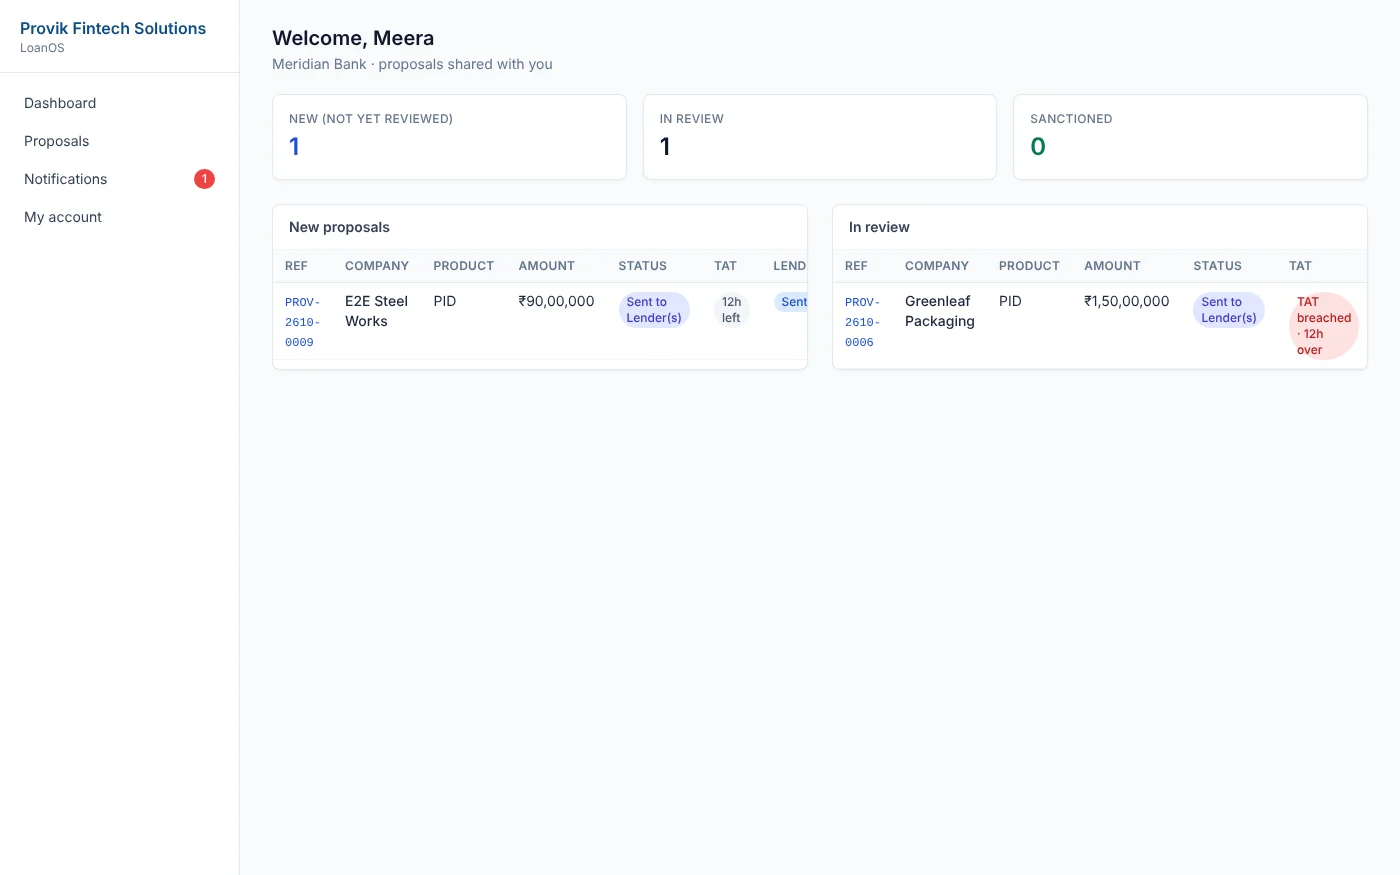 Provik Fintech Solutions
LoanOS
Dashboard
Proposals
Notifications 1
My account
Welcome, Meera
Meridian Bank · proposals shared with you
NEW (NOT YET REVIEWED)
1
IN REVIEW
1
SANCTIONED
0
New proposals
REF COMPANY PRODUCT AMOUNT STATUS TAT LEND
PROV- E2E Steel PID ₹90,00,000 Sent to 12h Sent
2610- Works Lender(s) left
0009
In review
REF COMPANY PRODUCT AMOUNT STATUS TAT
PROV- Greenleaf PID ₹1,50,00,000 Sent to TAT
2610- Packaging Lender(s) breached
0006 · 12h
over